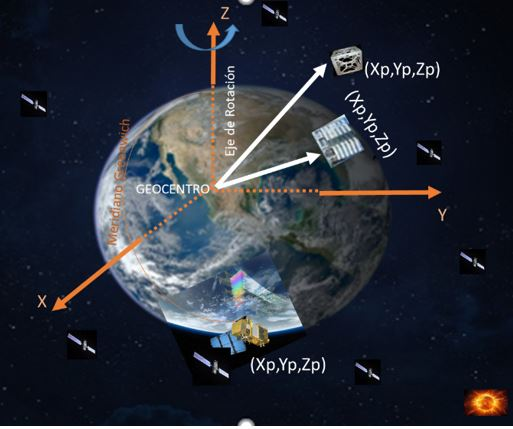 Z
(Xp,Yp,Zp)
(Xp,Yp,Zp)
Eje de Rotación
Meridiano Greenwich
GEOCENTRO
Y
X
(Xp,Yp,Zp)